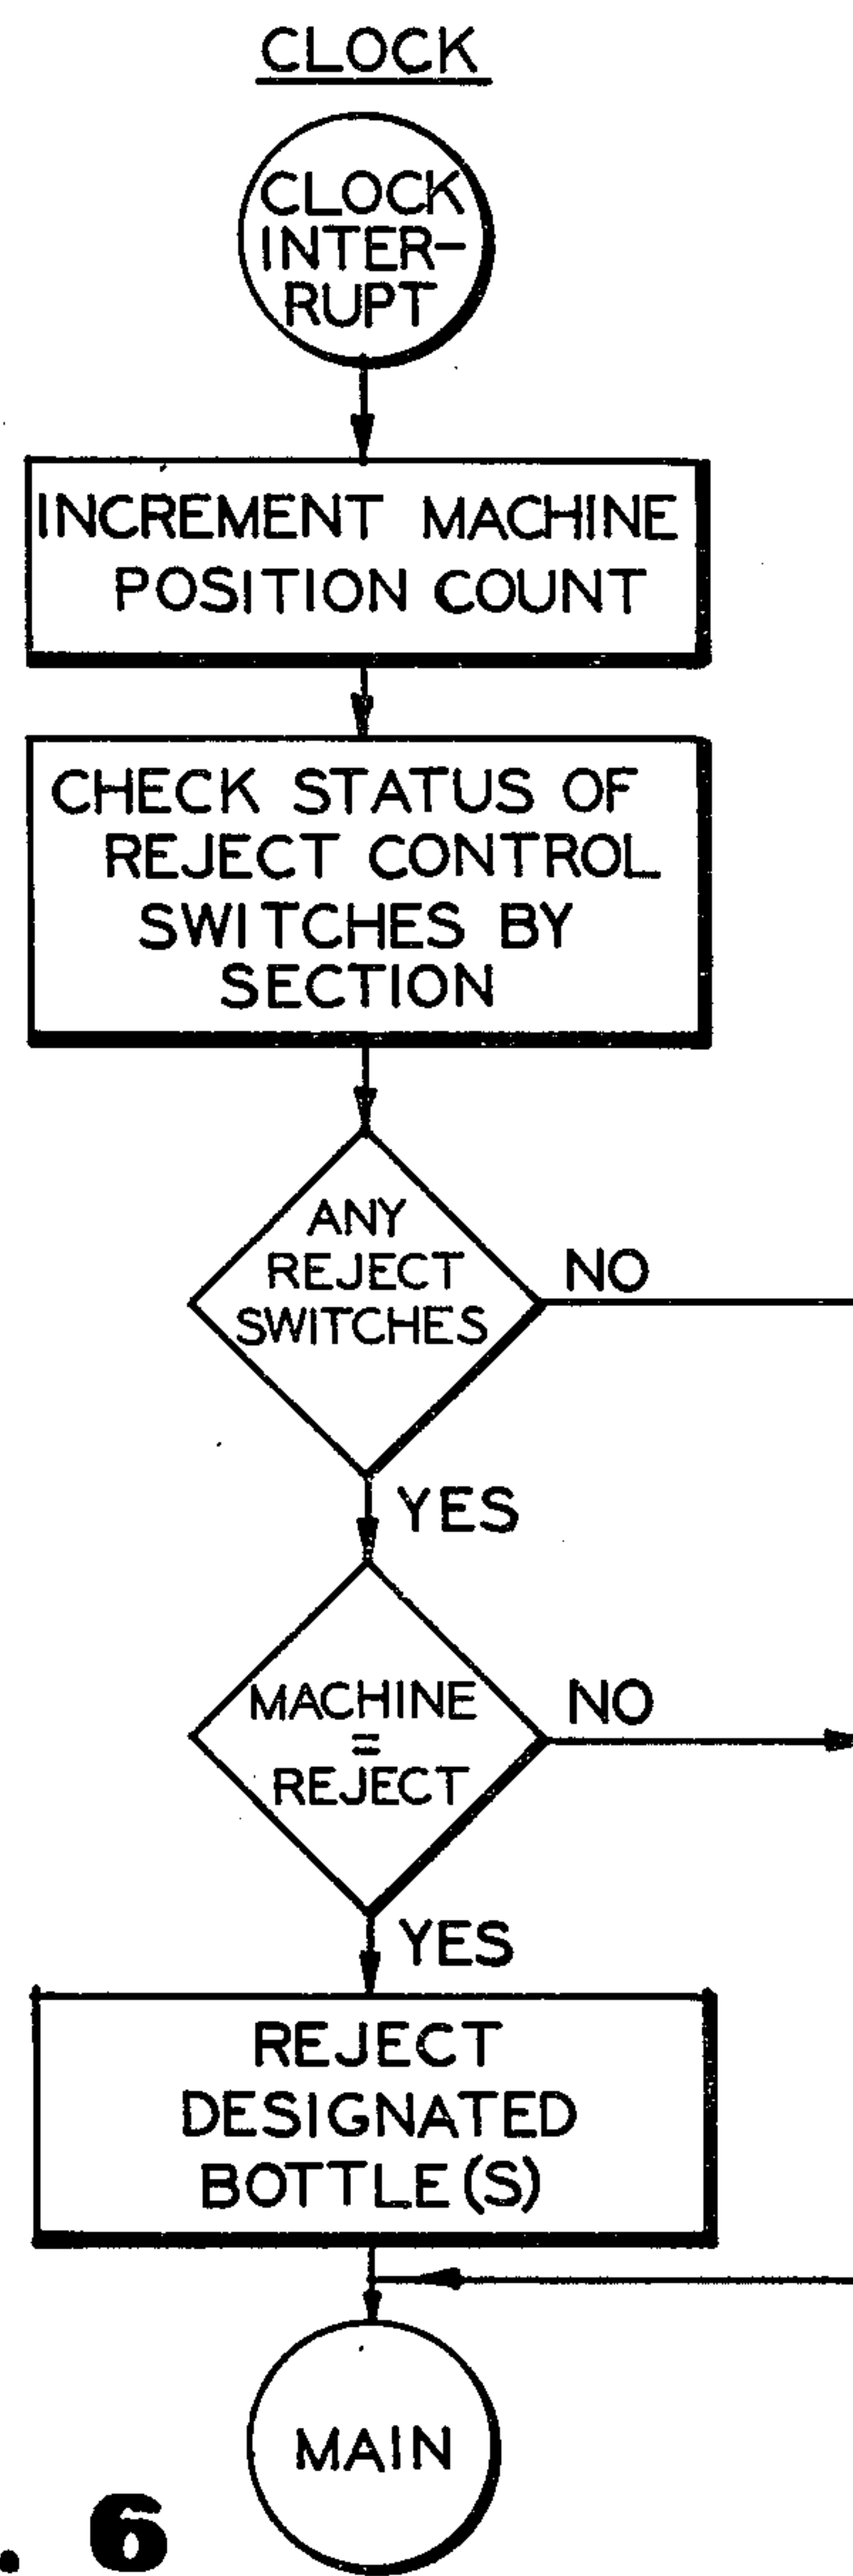 CLOCK
CLOCK
INTER-
RUPT
INCREMENT MACHINE
POSITION COUNT
CHECK STATUS OF
REJECT CONTROL
SWITCHES BY
SECTION
ANY
REJECT
SWITCHES
NO
YES
MACHINE
=
REJECT
NO
YES
REJECT
DESIGNATED
BOTTLE(S)
MAIN
. 6